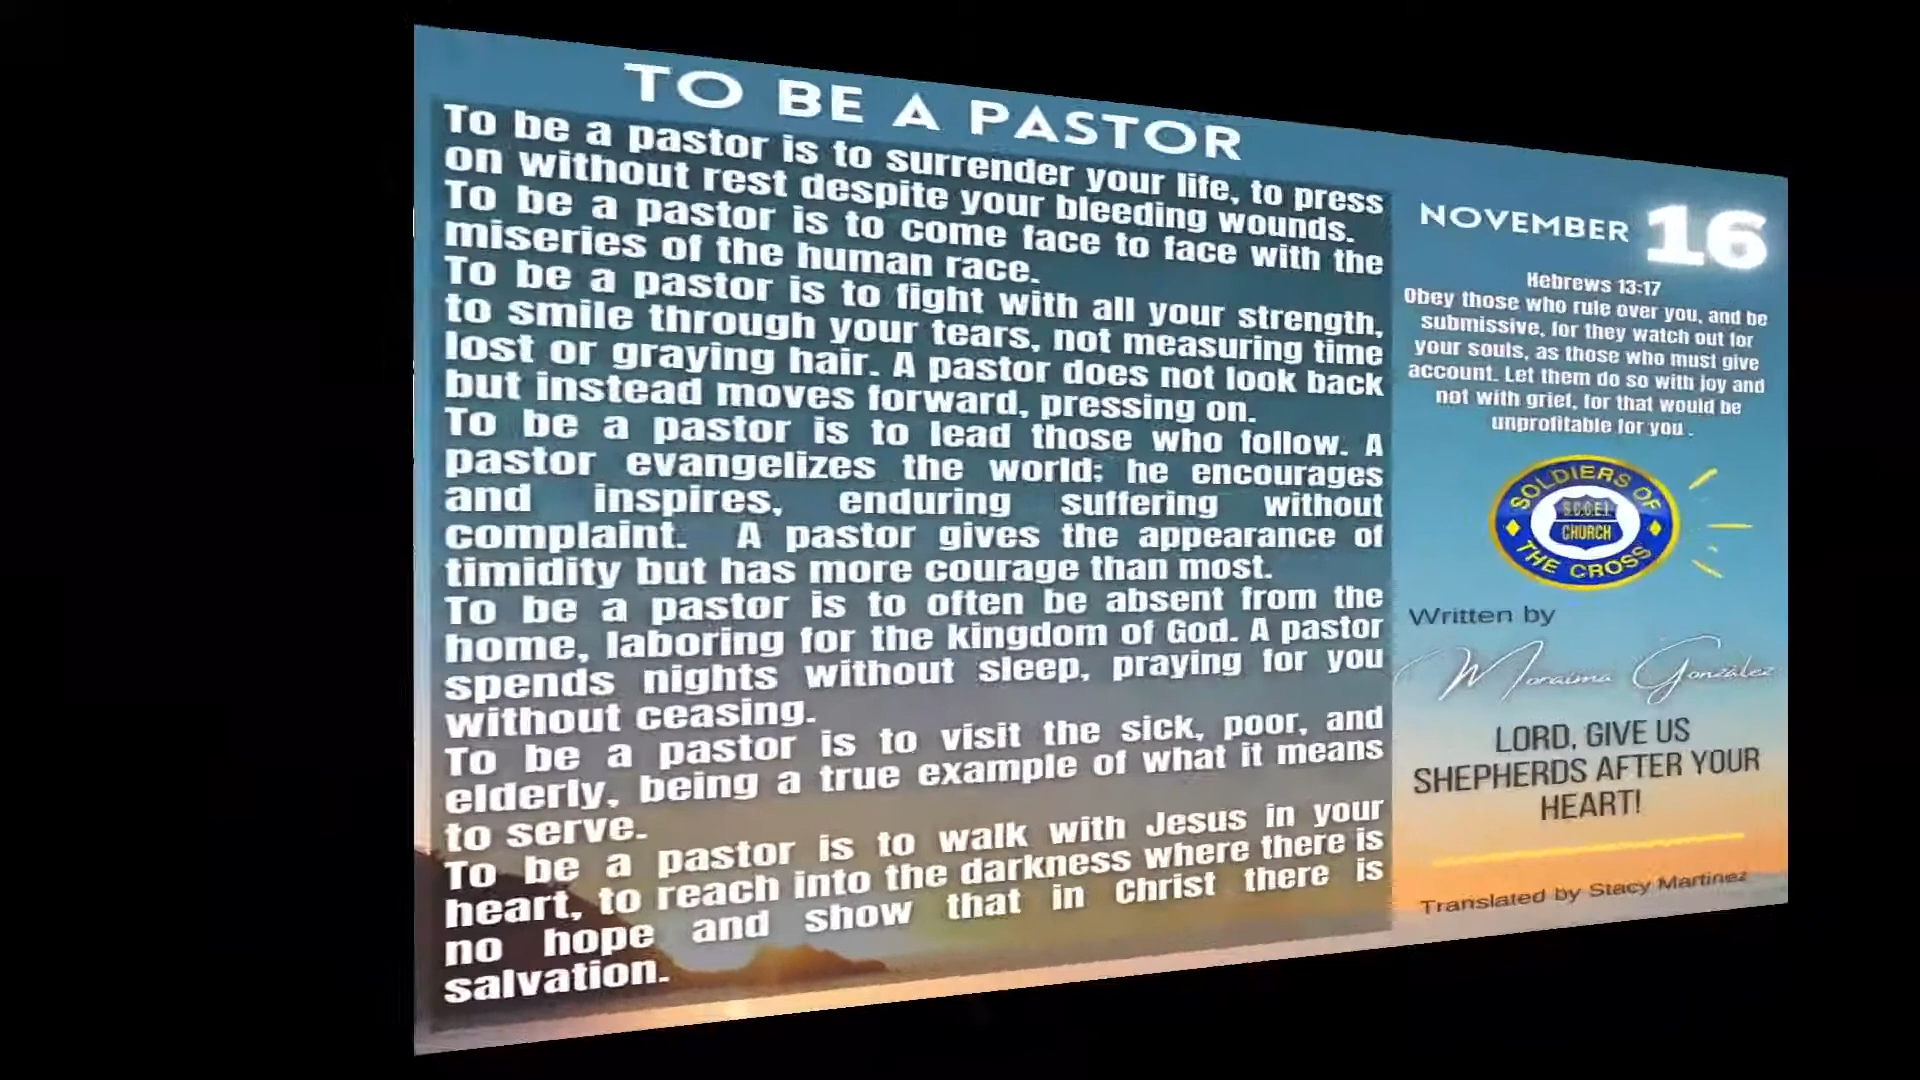 TO BE A PASTOR
To be a pastor is to surrender your life, to press
on without rest despite your bleeding wounds.
To be a pastor is to come face to face with the
miseries of the human race.
To be a pastor is to fight with all your strength,
to smile through your tears, not measuring time
lost or graying hair. A pastor does not look back
but instead moves forward, pressing on.
To be a pastor is to lead those who follow. A
pastor evangelizes the world; he encourages
and inspires, enduring suffering without
complaint. A pastor gives the appearance of
timidity but has more courage than most.
To be a pastor is to often be absent from the
home, laboring for the kingdom of God. A pastor
spends nights without sleep, praying for you
without ceasing.
To be a pastor is to visit the sick, poor, and
elderly, being a true example of what it means
to serve.
To be a pastor is to walk with Jesus in your
heart, to reach into the darkness where there is
no hope and show that in Christ there is
salvation.
NOVEMBER 16
Hebrews 13:17
Obey those who rule over you, and be
submissive, for they watch out for
your souls, as those who must give
account. Let them do so with joy and
not with grief, for that would be
unprofitable for you .
SOLDIERS OF
S.C.C.E.I
CHURCH
THE CROSS
Written by
Moraima González
LORD, GIVE US
SHEPHERDS AFTER YOUR
HEART!
Translated by Stacy Martinez